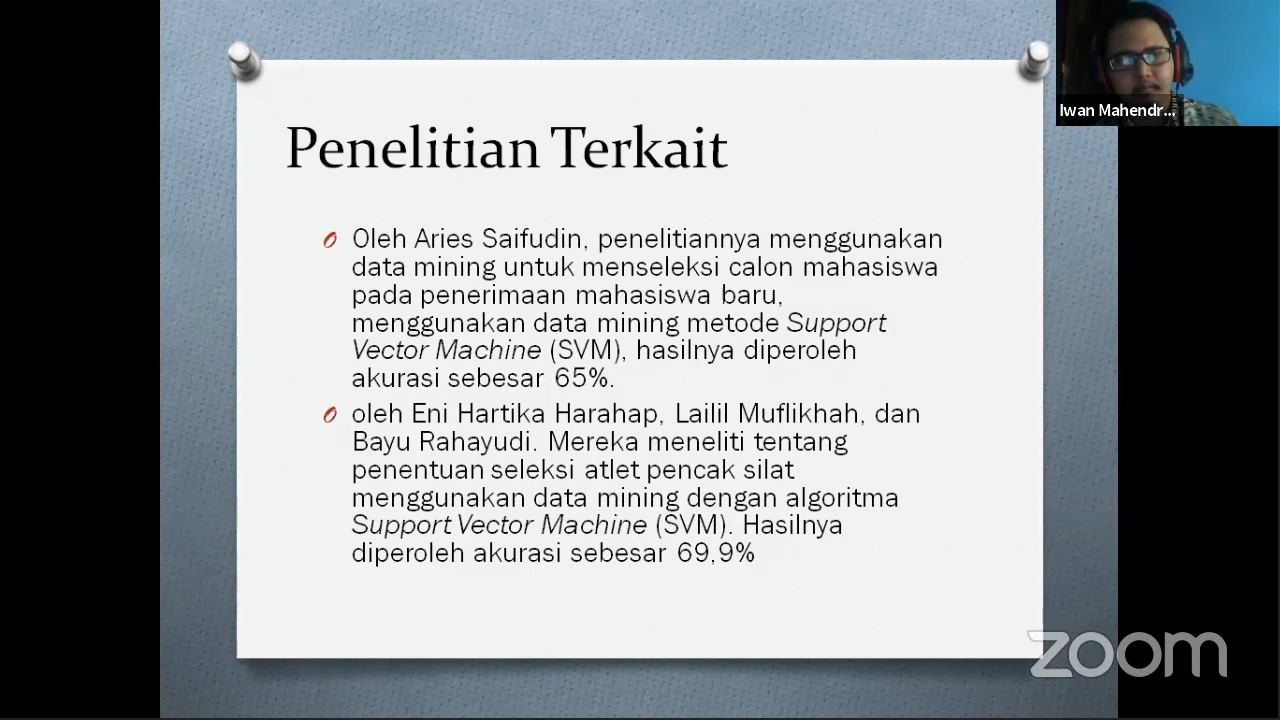 Iwan Mahendr...
Penelitian Terkait
Oleh Aries Saifudin, penelitiannya menggunakan
data mining untuk menseleksi calon mahasiswa
pada penerimaan mahasiswa baru,
menggunakan data mining metode Support
Vector Machine (SVM), hasilnya diperoleh
akurasi sebesar 65%.
oleh Eni Hartika Harahap, Lailil Muflikhah, dan
Bayu Rahayudi. Mereka meneliti tentang
penentuan seleksi atlet pencak silat
menggunakan data mining dengan algoritma
Support Vector Machine (SVM). Hasilnya
diperoleh akurasi sebesar 69,9%
zoom